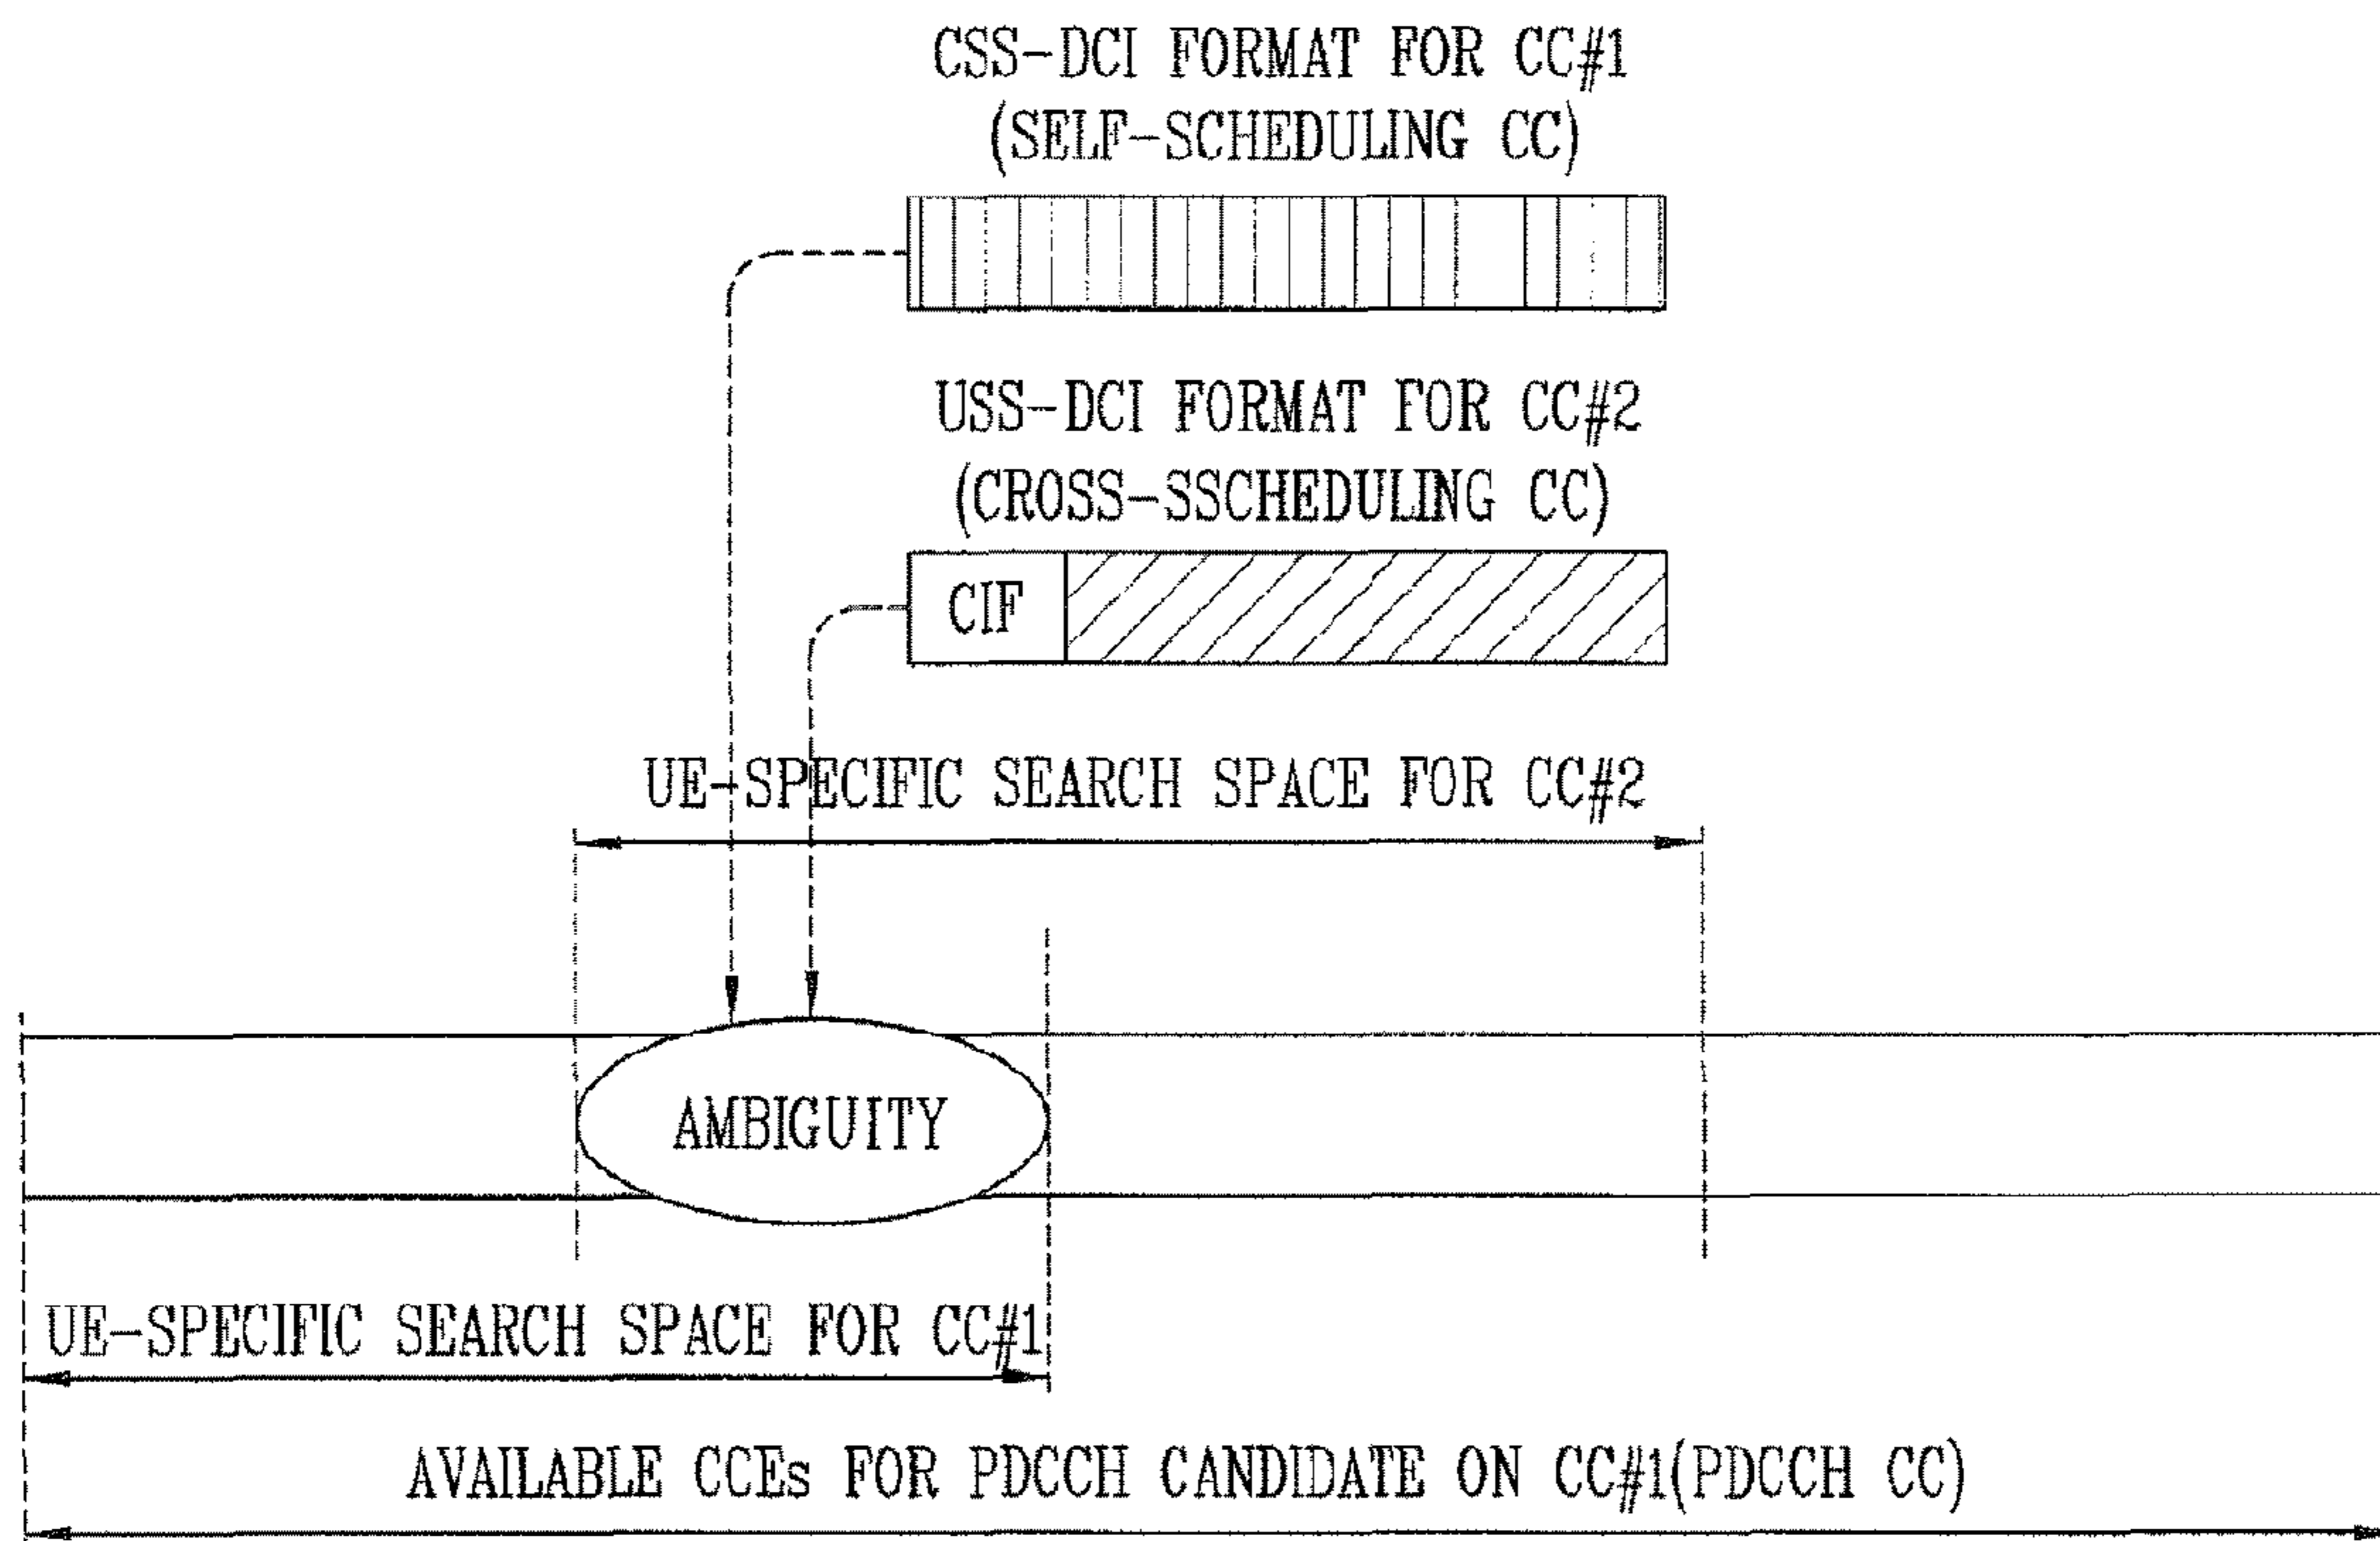 CSS-DCI FORMAT FOR CC#1
(SELF-SCHEDULING CC)
USS-DCI FORMAT FOR CC#2
(CROSS-SSCHEDULING CC)
CIF
UE-SPECIFIC SEARCH SPACE FOR CC#2
AMBIGUITY
UE-SPECIFIC SEARCH SPACE FOR CC#1
AVAILABLE CCEs FOR PDCCH CANDIDATE ON CC#1(PDCCH CC)